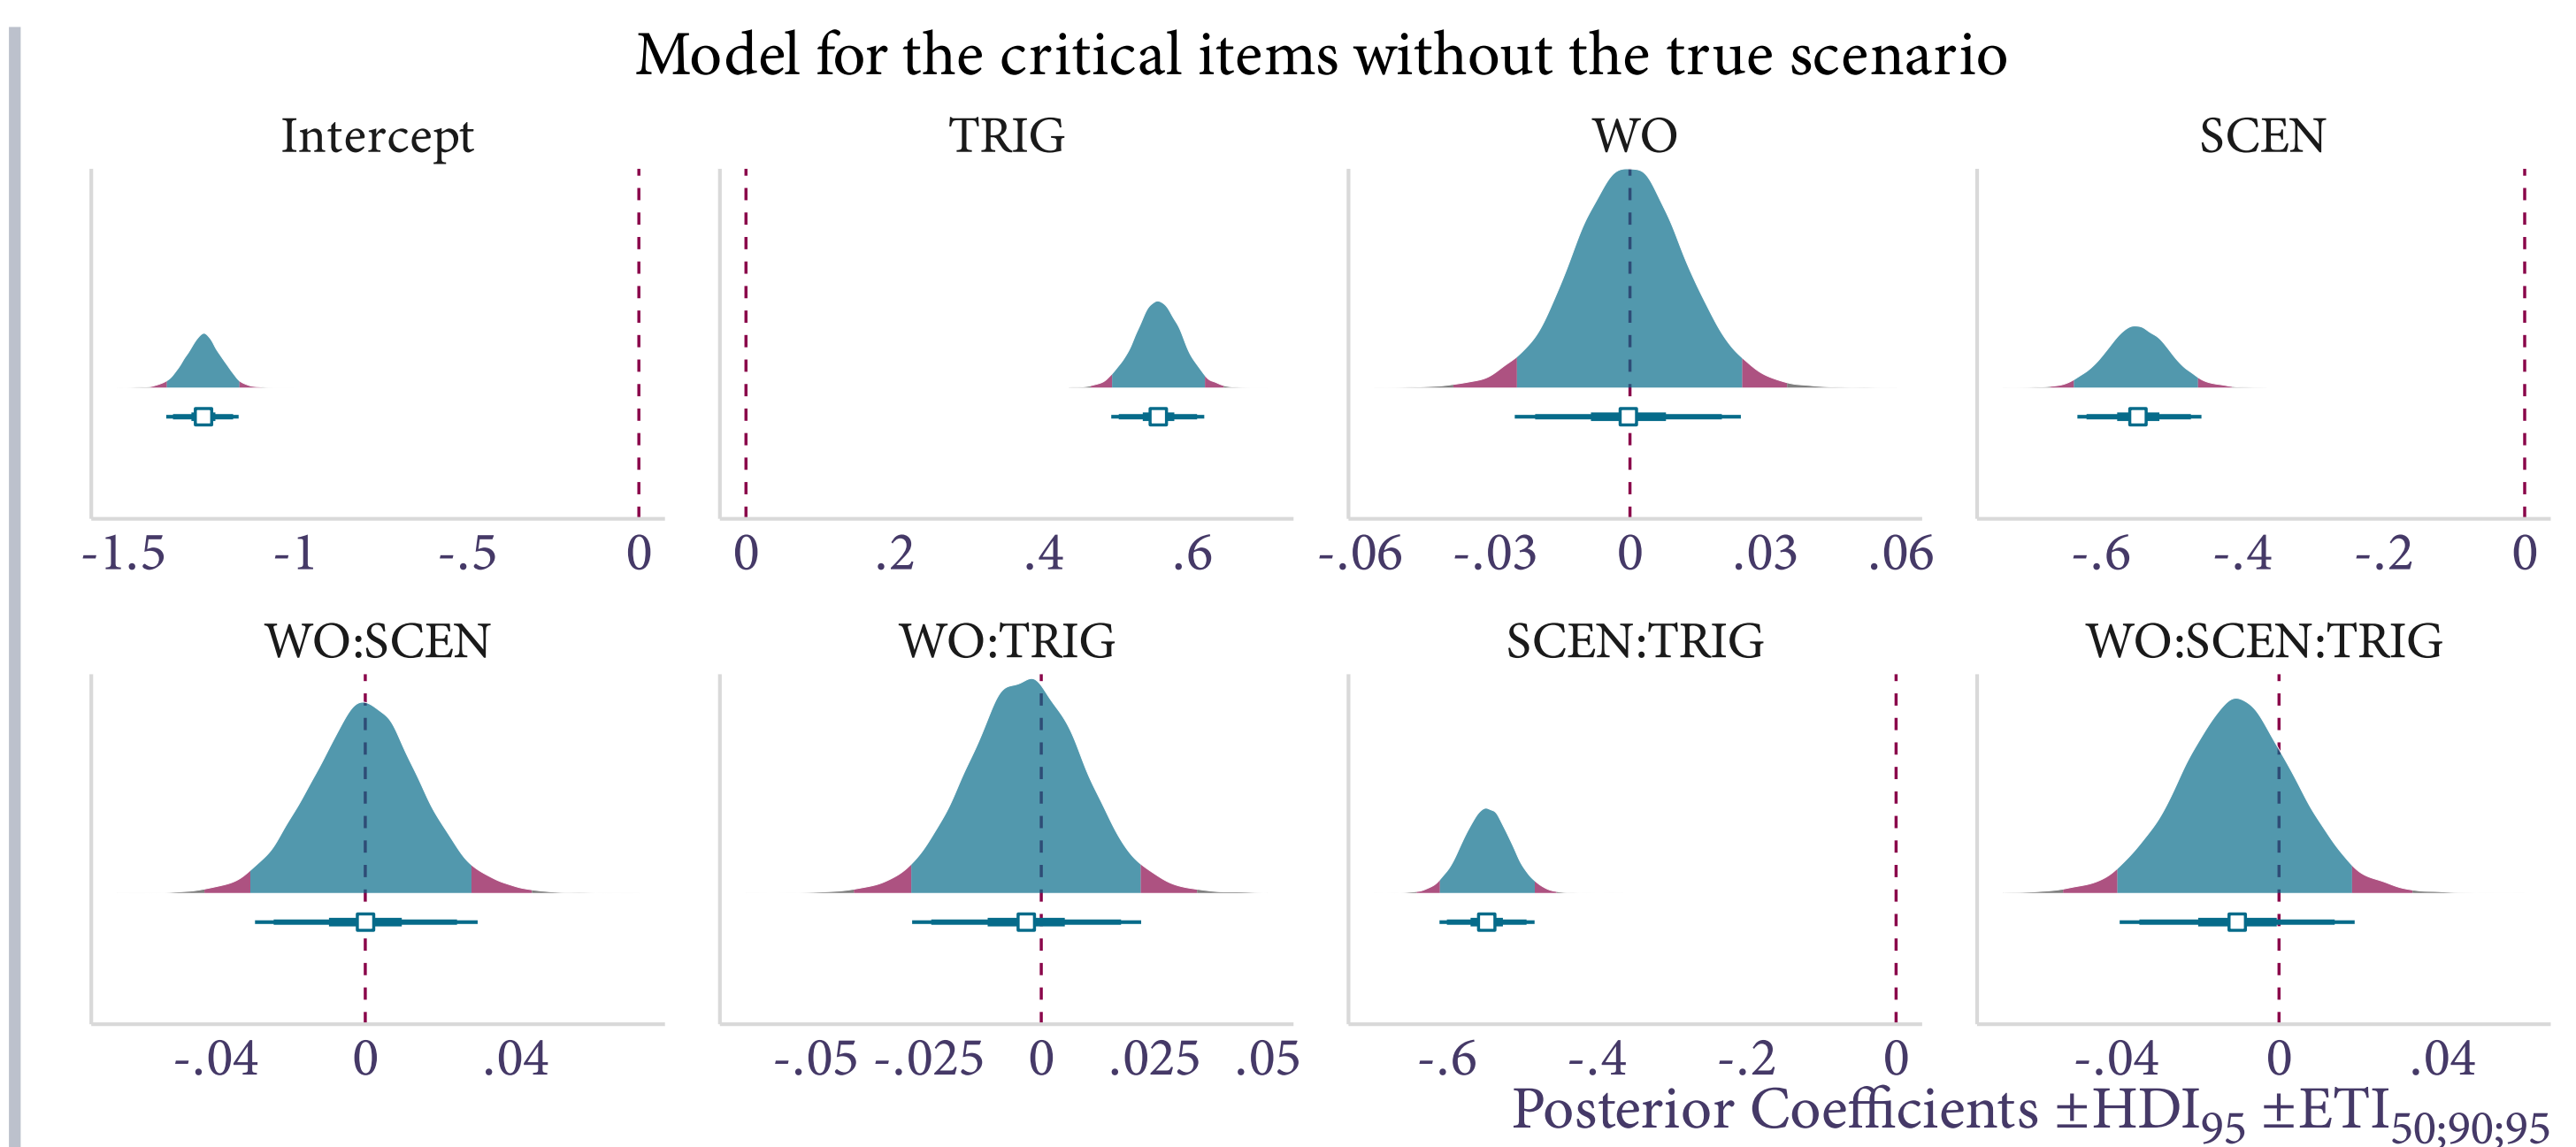 Model for the critical items without the true scenario
Intercept TRIG WO SCEN
-1.5 -1 -.5 0 0 .2 .4 .6 -.06 -.03 0 .03 .06 -.6 -.4 -.2 0
WO:SCEN WO:TRIG SCEN:TRIG WO:SCEN:TRIG
-.04 0 .04 -.05 -.025 0 .025 .05 -.6 -.4 -.2 0 -.04 0 .04
Posterior Coefficients ±HDI95 ±ETI50;90;95